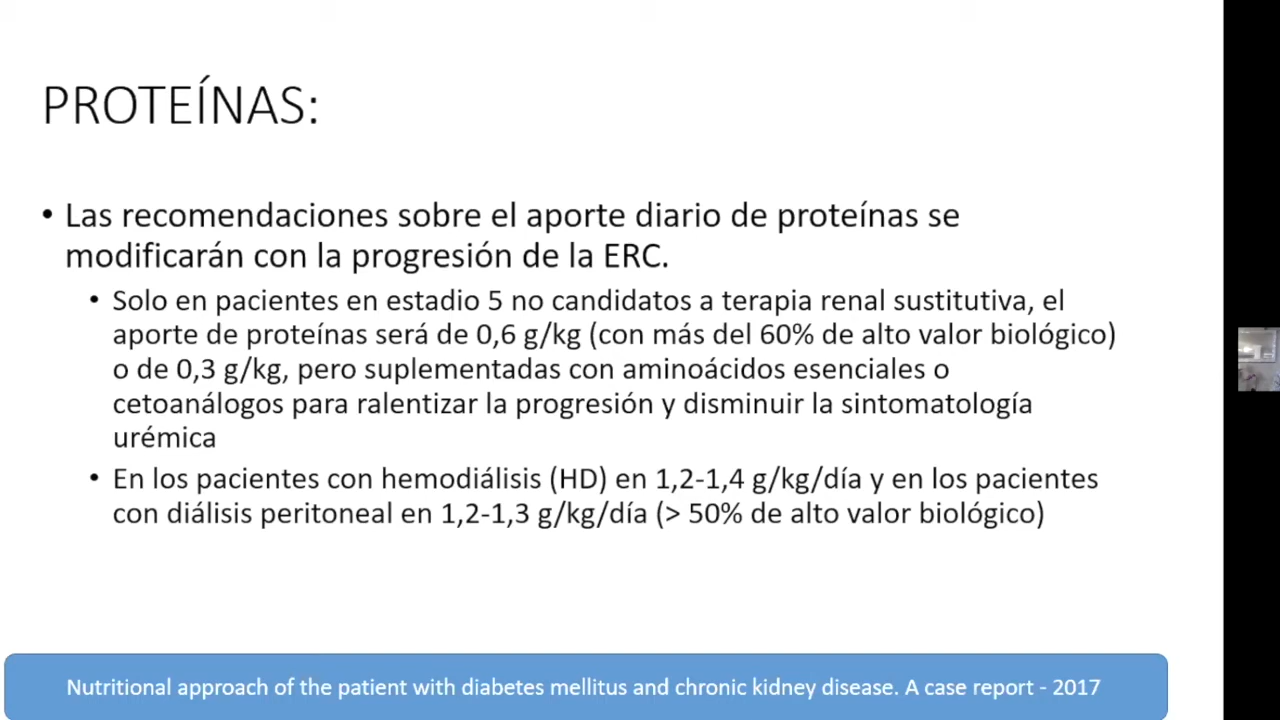 PROTEÍNAS:
• Las recomendaciones sobre el aporte diario de proteínas se
modificarán con la progresión de la ERC.
• Solo en pacientes en estadio 5 no candidatos a terapia renal sustitutiva, el
aporte de proteínas será de 0,6 g/kg (con más del 60% de alto valor biológico)
o de 0,3 g/kg, pero suplementadas con aminoácidos esenciales o
cetoanálogos para ralentizar la progresión y disminuir la sintomatología
urémica
• En los pacientes con hemodiálisis (HD) en 1,2-1,4 g/kg/día y en los pacientes
con diálisis peritoneal en 1,2-1,3 g/kg/día (> 50% de alto valor biológico)
Nutritional approach of the patient with diabetes mellitus and chronic kidney disease. A case report - 2017